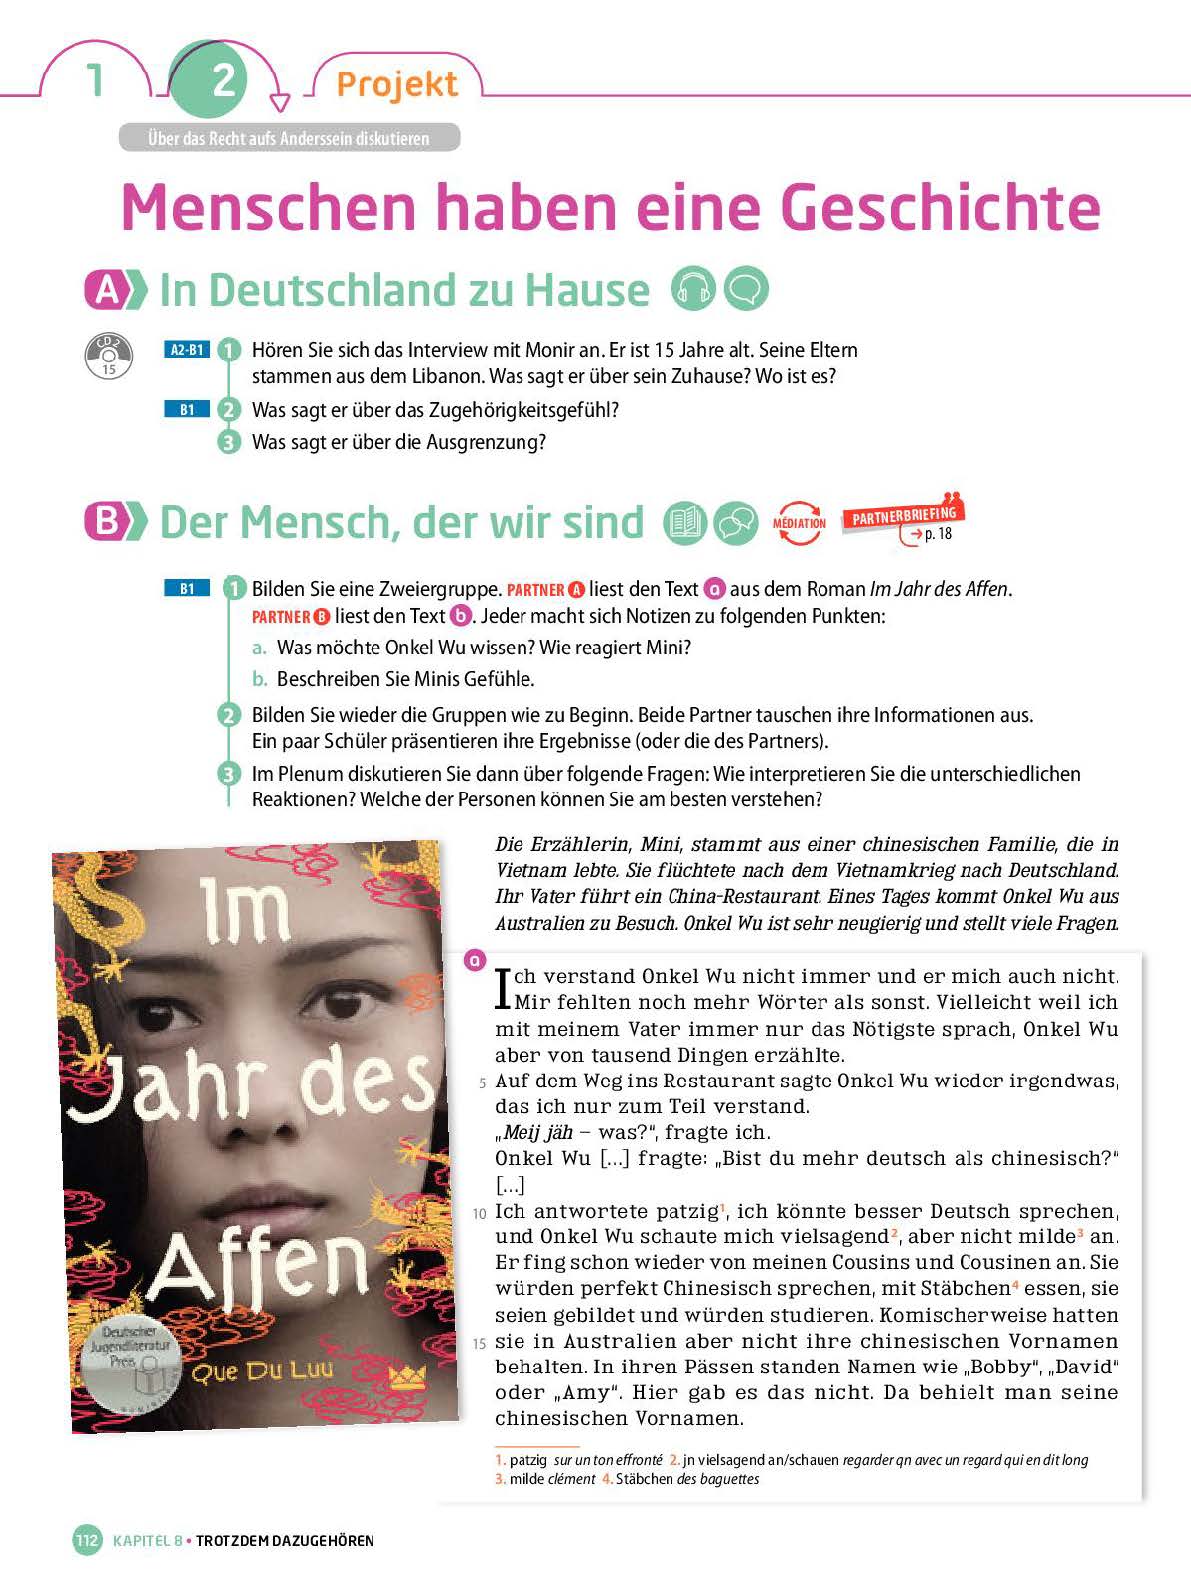 1 2 Projekt
Über das Recht aufs Anderssein diskutieren
Menschen haben eine Geschichte
A In Deutschland zu Hause
CD 2
15
A2-B1 1 Hören Sie sich das Interview mit Monir an. Er ist 15 Jahre alt. Seine Eltern
stammen aus dem Libanon. Was sagt er über sein Zuhause? Wo ist es?
B1 2 Was sagt er über das Zugehörigkeitsgefühl?
3 Was sagt er über die Ausgrenzung?
B Der Mensch, der wir sind
MÉDIATION
PARTNERBRIEFING
p. 18
B1 1 Bilden Sie eine Zweiergruppe. PARTNER A liest den Text a aus dem Roman Im Jahr des Affen.
PARTNER B liest den Text b. Jeder macht sich Notizen zu folgenden Punkten:
a. Was möchte Onkel Wu wissen? Wie reagiert Mini?
b. Beschreiben Sie Minis Gefühle.
2 Bilden Sie wieder die Gruppen wie zu Beginn. Beide Partner tauschen ihre Informationen aus.
Ein paar Schüler präsentieren ihre Ergebnisse (oder die des Partners).
3 Im Plenum diskutieren Sie dann über folgende Fragen: Wie interpretieren Sie die unterschiedlichen
Reaktionen? Welche der Personen können Sie am besten verstehen?
Im
Jahr des
Affen
Deutscher
Jugendliteratur
Preis
Que Du Luu
Die Erzählerin, Mini, stammt aus einer chinesischen Familie, die in
Vietnam lebte. Sie flüchtete nach dem Vietnamkrieg nach Deutschland.
Ihr Vater führt ein China-Restaurant. Eines Tages kommt Onkel Wu aus
Australien zu Besuch. Onkel Wu ist sehr neugierig und stellt viele Fragen.
a
Ich verstand Onkel Wu nicht immer und er mich auch nicht.
Mir fehlten noch mehr Wörter als sonst. Vielleicht weil ich
mit meinem Vater immer nur das Nötigste sprach, Onkel Wu
aber von tausend Dingen erzählte.
5 Auf dem Weg ins Restaurant sagte Onkel Wu wieder irgendwas,
das ich nur zum Teil verstand.
„Meij jäh – was?“, fragte ich.
Onkel Wu [...] fragte: „Bist du mehr deutsch als chinesisch?“
[...]
10 Ich antwortete patzig1, ich könnte besser Deutsch sprechen,
und Onkel Wu schaute mich vielsagend2, aber nicht milde3 an.
Er fing schon wieder von meinen Cousins und Cousinen an. Sie
würden perfekt Chinesisch sprechen, mit Stäbchen4 essen, sie
seien gebildet und würden studieren. Komischerweise hatten
15 sie in Australien aber nicht ihre chinesischen Vornamen
behalten. In ihren Pässen standen Namen wie „Bobby“, „David“
oder „Amy“. Hier gab es das nicht. Da behielt man seine
chinesischen Vornamen.
1. patzig sur un ton effronté 2. jn vielsagend an/schauen regarder qn avec un regard qui en dit long
3. milde clément 4. Stäbchen des baguettes
112 KAPITEL 8 • TROTZDEM DAZUGEHÖREN